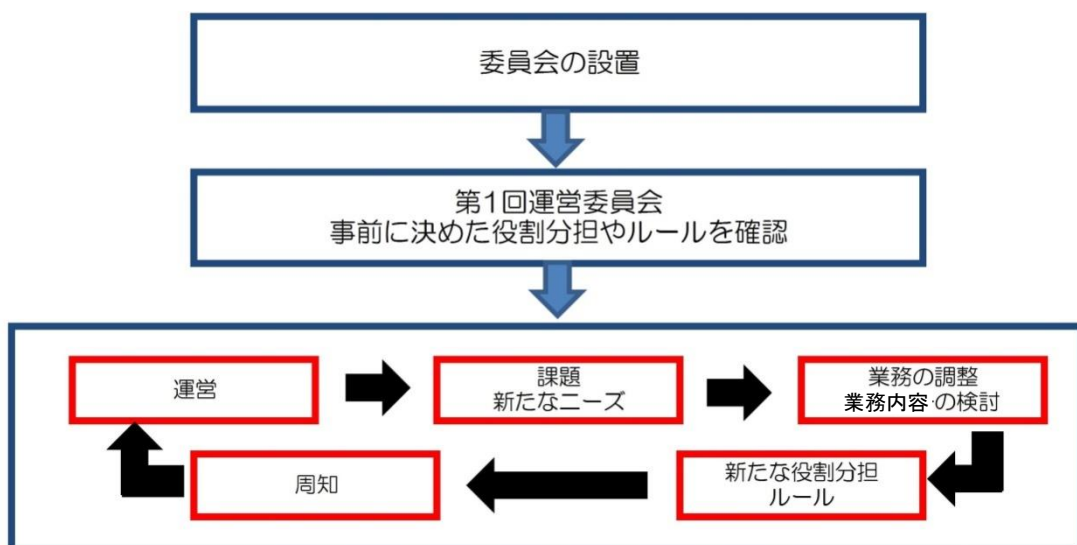 委員会の設置
第1回運営委員会
事前に決めた役割分担やルールを確認
運営
課題
新たなニーズ
業務の調整
業務内容の検討
新たな役割分担
ルール
周知